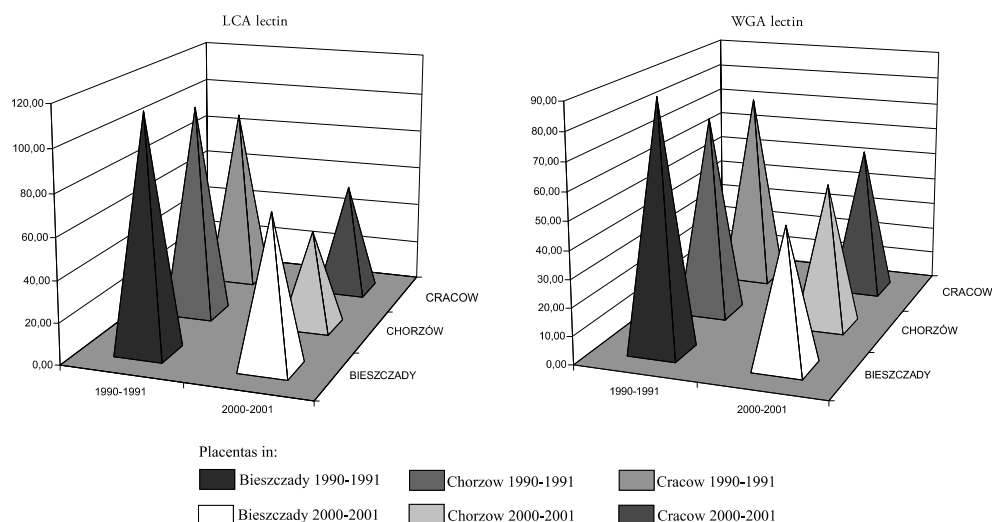 LCA lectin
120,00
100,00
80,00
60,00
40,00
20,00
0,00
1990-1991
2000-2001
BIESZCZADY
CHORZÓW
CRACOW
WGA lectin
90,00
80,00
70,00
60,00
50,00
40,00
30,00
20,00
10,00
0,00
1990-1991
2000-2001
BIESZCZADY
CHORZÓW
CRACOW
Placentas in:
Bieszczady 1990-1991
Chorzow 1990-1991
Cracow 1990-1991
Bieszczady 2000-2001
Chorzow 2000-2001
Cracow 2000-2001